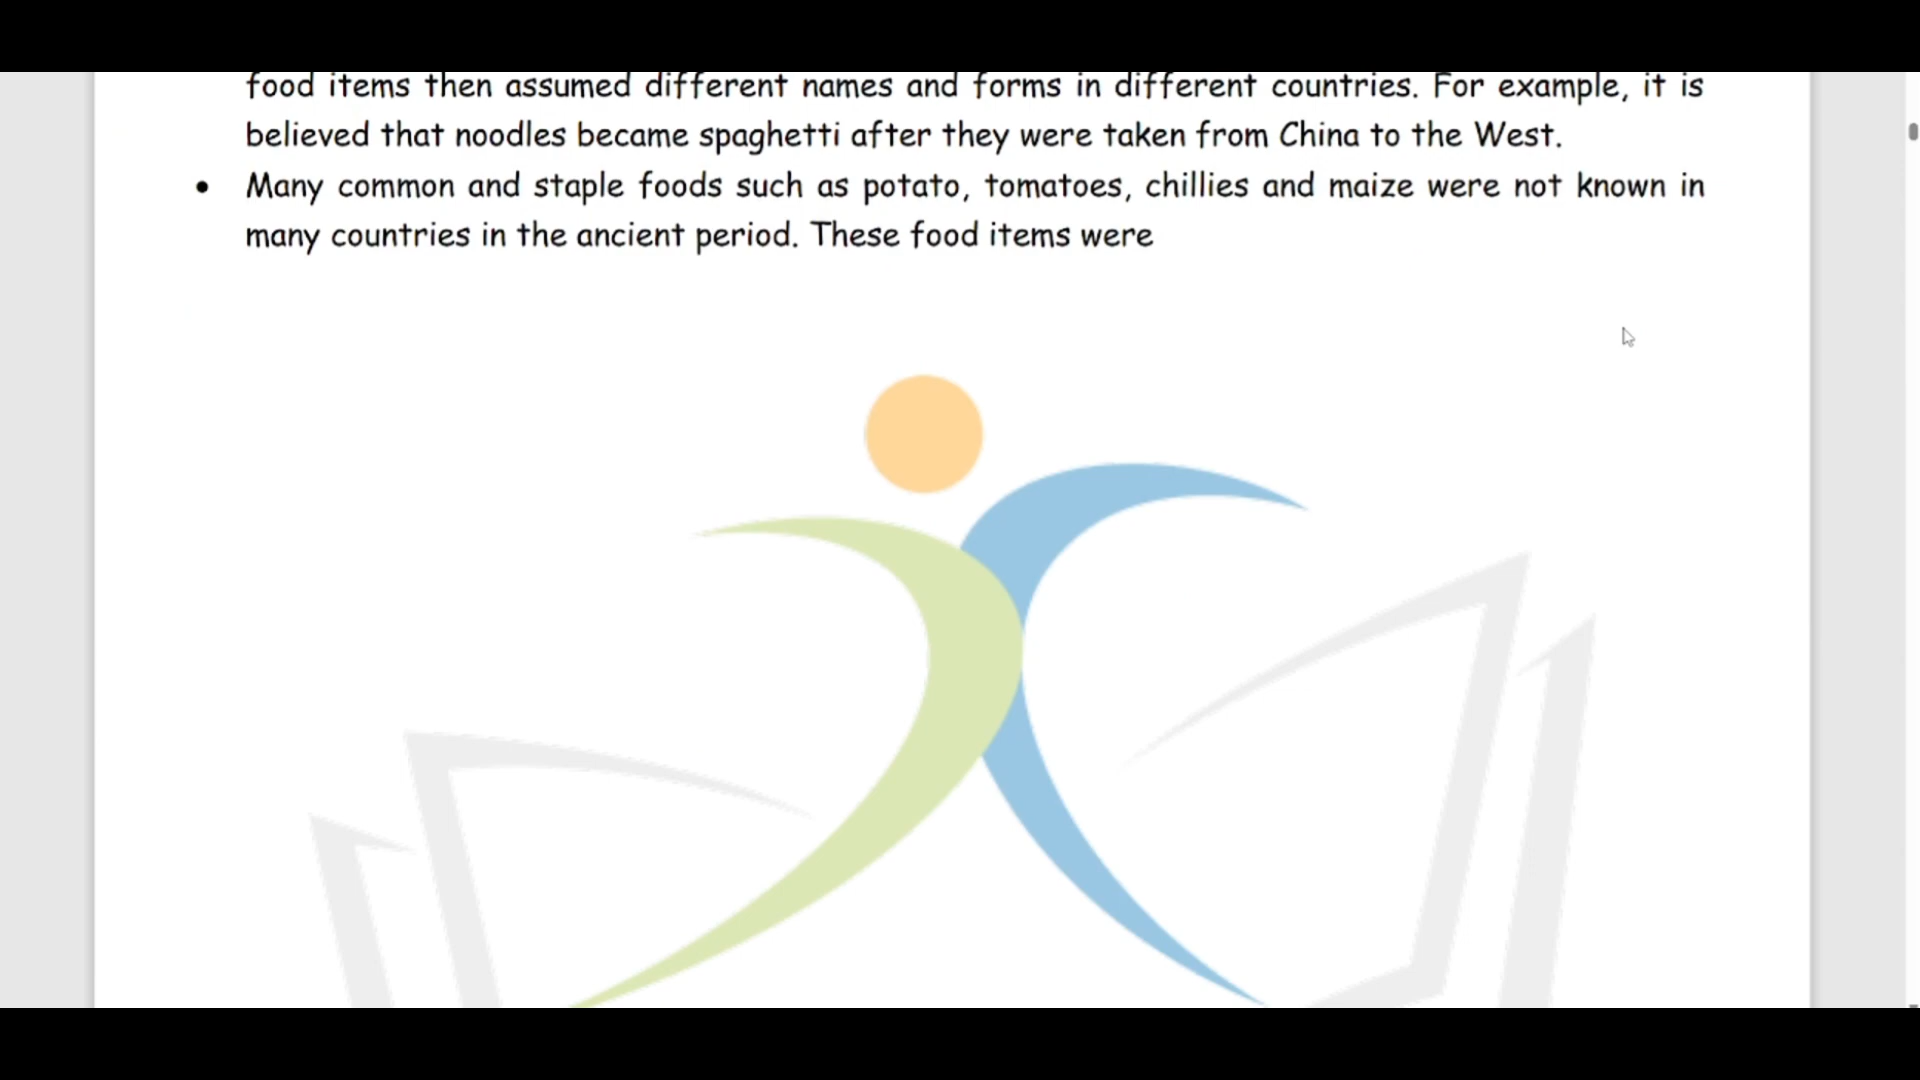 food items then assumed different names and forms in different countries. For example, it is
believed that noodles became spaghetti after they were taken from China to the West.
• Many common and staple foods such as potato, tomatoes, chillies and maize were not known in
many countries in the ancient period. These food items were